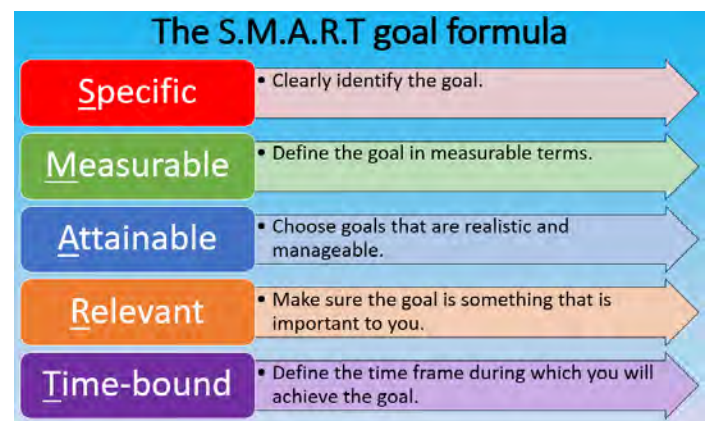 The S.M.A.R.T goal formula
Specific
• Clearly identify the goal.
Measurable
• Define the goal in measurable terms.
Attainable
• Choose goals that are realistic and
manageable.
Relevant
• Make sure the goal is something that is
important to you.
Time-bound
• Define the time frame during which you will
achieve the goal.